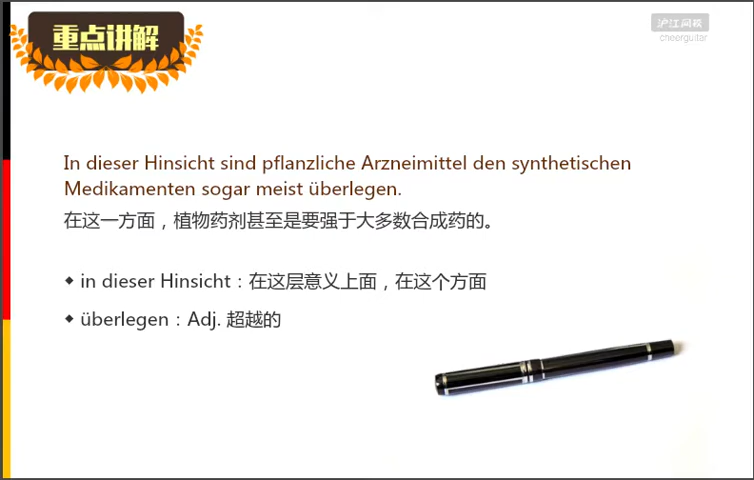 重点讲解
沪江网校
cheerguitar
In dieser Hinsicht sind pflanzliche Arzneimittel den synthetischen
Medikamenten sogar meist überlegen.
在这一方面，植物药剂甚至是要强于大多数合成药的。
◆ in dieser Hinsicht：在这层意义上面，在这个方面
◆ überlegen：Adj. 超越的